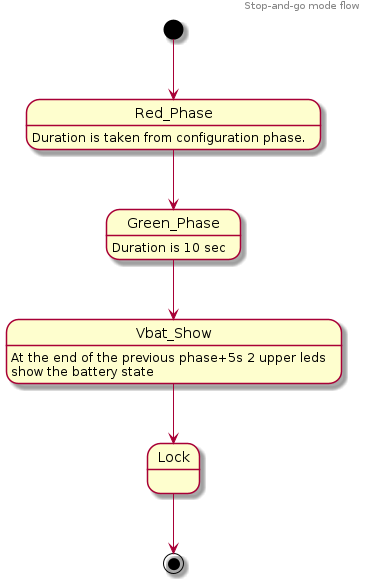 Stop-and-go mode flow
Red_Phase
Duration is taken from configuration phase.
Green_Phase
Duration is 10 sec
Vbat_Show
At the end of the previous phase+5s 2 upper leds
show the battery state
Lock